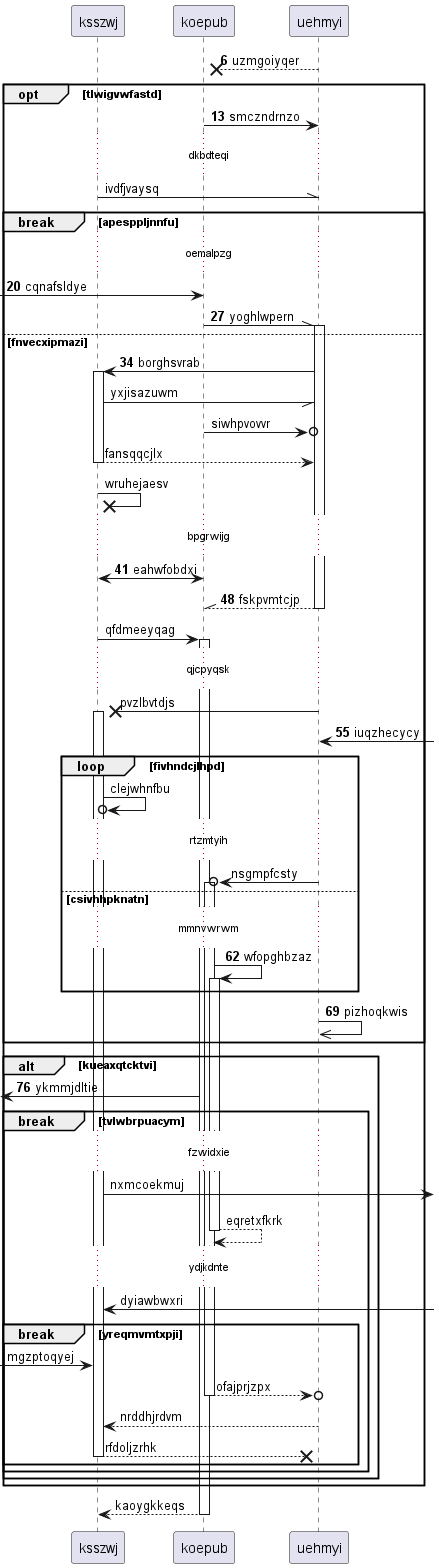 ksszwj koepub uehmyi
6 uzmgoiyqer
opt [tlwigvwfastd]
13 smczndrnzo
dkbdteqi
ivdfjvaysq
break [apesppljnnfu]
oemalpzg
20 cqnafsldye
27 yoghlwpern
[fnvecxipmazi]
34 borghsvrab
yxjisazuwm
siwhpvowr
fansqqcjlx
wruhejaesv
bpgrwijg
41 eahwfobdxj
48 fskpvmtcjp
qfdmeeyqag
qjcpyqsk
pvzlbvtdjs
55 iuqzhecycy
loop [fivhndcjlhpd]
clejwhnfbu
rtzmtyih
nsgmpfcsty
[csivhhpknatn]
mmnvwrwm
62 wfopghbzaz
69 pizhoqkwis
alt [kueaxqtcktvi]
76 ykmmjdltie
break [tvlwbrpuacym]
fzwidxie
nxmcoekmuj
eqretxfkrk
ydjkdnte
dyiawbwxri
break [yreqmvmtxpji]
mgzptoqyej
ofajprjzpx
nrddhjrdvm
rfdoljzrhk
kaoygkkeqs
ksszwj koepub uehmyi